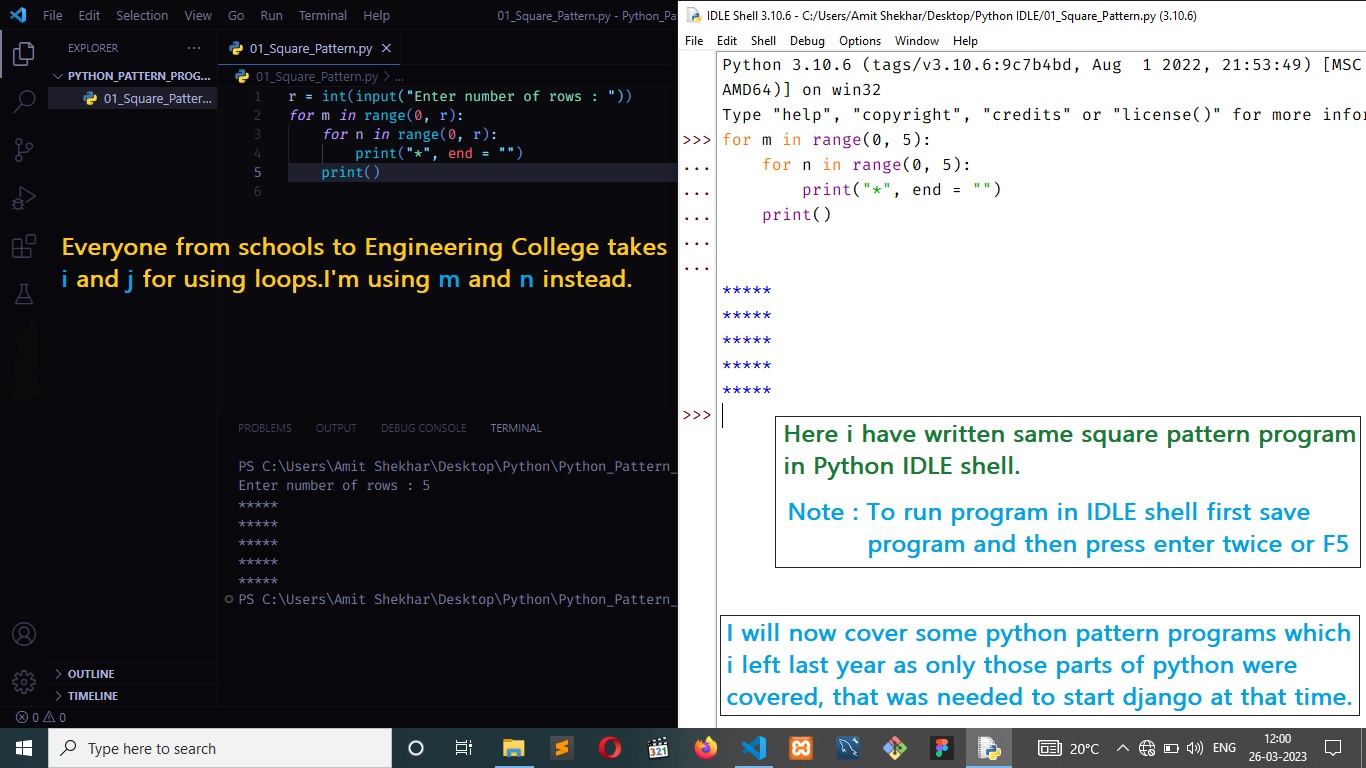 File Edit Selection View Go Run Terminal Help 01_Square_Pattern.py - Python_Pa
EXPLORER ···
PYTHON_PATTERN_PROG...
01_Square_Patter...
OUTLINE
TIMELINE
01_Square_Pattern.py
01_Square_Pattern.py > ...
1 r = int(input("Enter number of rows : "))
2 for m in range(0, r):
3 for n in range(0, r):
4 print("*", end = "")
5 print()
6
Everyone from schools to Engineering College takes
i and j for using loops.I'm using m and n instead.
PROBLEMS OUTPUT DEBUG CONSOLE TERMINAL
PS C:\Users\Amit Shekhar\Desktop\Python\Python_Pattern_
Enter number of rows : 5
*****
*****
*****
*****
*****
PS C:\Users\Amit Shekhar\Desktop\Python\Python_Pattern_
0 0
IDLE Shell 3.10.6 - C:/Users/Amit Shekhar/Desktop/Python IDLE/01_Square_Pattern.py (3.10.6)
File Edit Shell Debug Options Window Help
Python 3.10.6 (tags/v3.10.6:9c7b4bd, Aug 1 2022, 21:53:49) [MSC
AMD64)] on win32
Type "help", "copyright", "credits" or "license()" for more infor
>>> for m in range(0, 5):
... for n in range(0, 5):
... print("*", end = "")
... print()
...
...
*****
*****
*****
*****
*****
>>>
Here i have written same square pattern program
in Python IDLE shell.
Note : To run program in IDLE shell first save
program and then press enter twice or F5
I will now cover some python pattern programs which
i left last year as only those parts of python were
covered, that was needed to start django at that time.
Type here to search
321
20°C ENG 12:00
26-03-2023